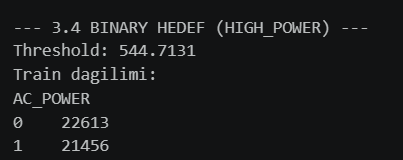 --- 3.4 BINARY HEDEF (HIGH_POWER) ---
Threshold: 544.7131
Train dagilimi:
AC_POWER
0    22613
1    21456